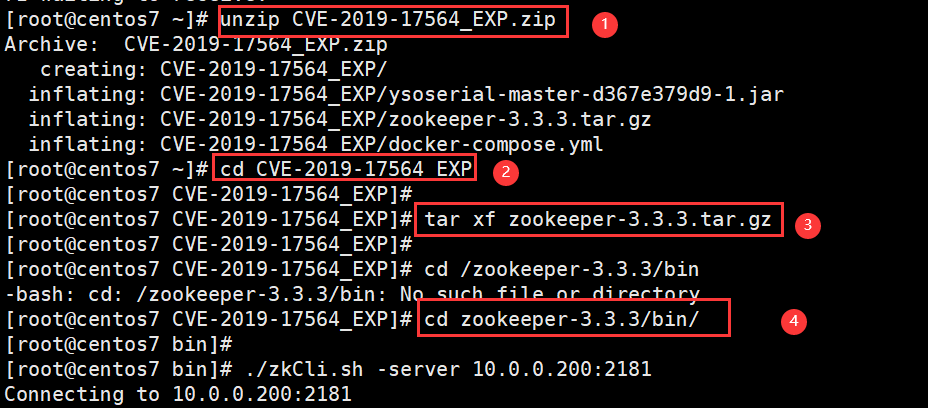 [root@centos7 ~]# unzip CVE-2019-17564_EXP.zip 1
Archive:  CVE-2019-17564_EXP.zip
   creating: CVE-2019-17564_EXP/
  inflating: CVE-2019-17564_EXP/ysoserial-master-d367e379d9-1.jar
  inflating: CVE-2019-17564_EXP/zookeeper-3.3.3.tar.gz
  inflating: CVE-2019-17564_EXP/docker-compose.yml
[root@centos7 ~]# cd CVE-2019-17564_EXP 2
[root@centos7 CVE-2019-17564_EXP]#
[root@centos7 CVE-2019-17564_EXP]# tar xf zookeeper-3.3.3.tar.gz 3
[root@centos7 CVE-2019-17564_EXP]#
[root@centos7 CVE-2019-17564_EXP]# cd /zookeeper-3.3.3/bin
-bash: cd: /zookeeper-3.3.3/bin: No such file or directory
[root@centos7 CVE-2019-17564_EXP]# cd zookeeper-3.3.3/bin/ 4
[root@centos7 bin]#
[root@centos7 bin]# ./zkCli.sh -server 10.0.0.200:2181
Connecting to 10.0.0.200:2181